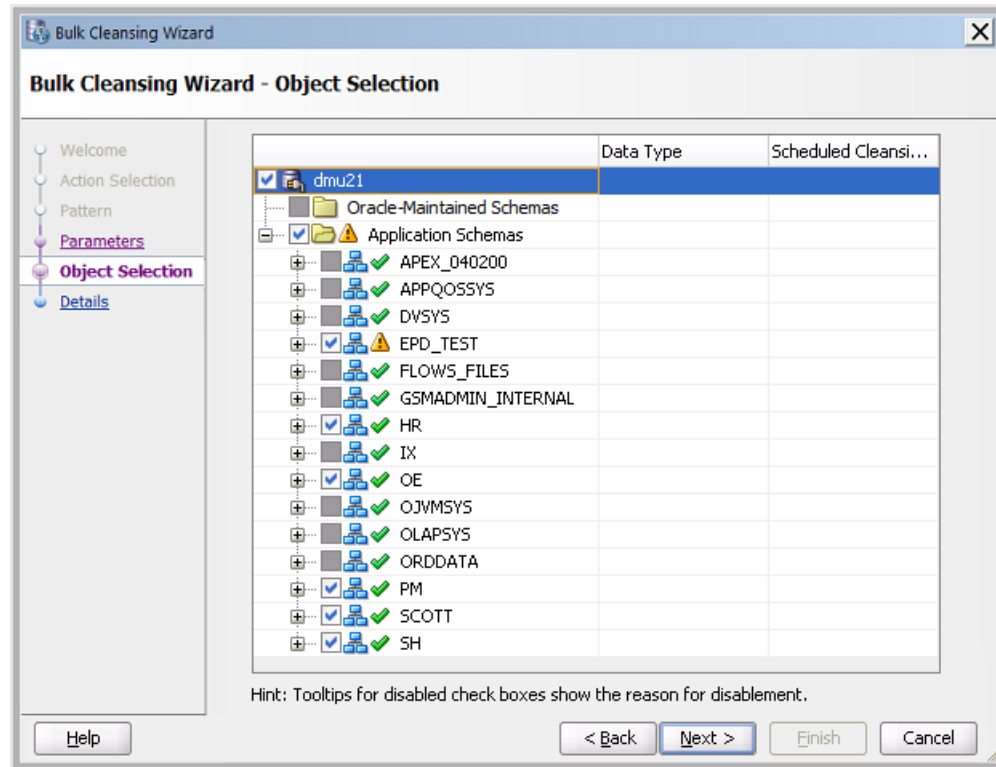 Bulk Cleansing Wizard
Bulk Cleansing Wizard - Object Selection
Welcome
Action Selection
Pattern
Parameters
Object Selection
Details
Data Type Scheduled Cleansi...
dmu21
Oracle-Maintained Schemas
Application Schemas
APEX_040200
APPQOSSYS
DVSYS
EPD_TEST
FLOWS_FILES
GSMADMIN_INTERNAL
HR
IX
OE
OJVMSYS
OLAPSYS
ORDDATA
PM
SCOTT
SH
Hint: Tooltips for disabled check boxes show the reason for disablement.
Help < Back Next > Finish Cancel